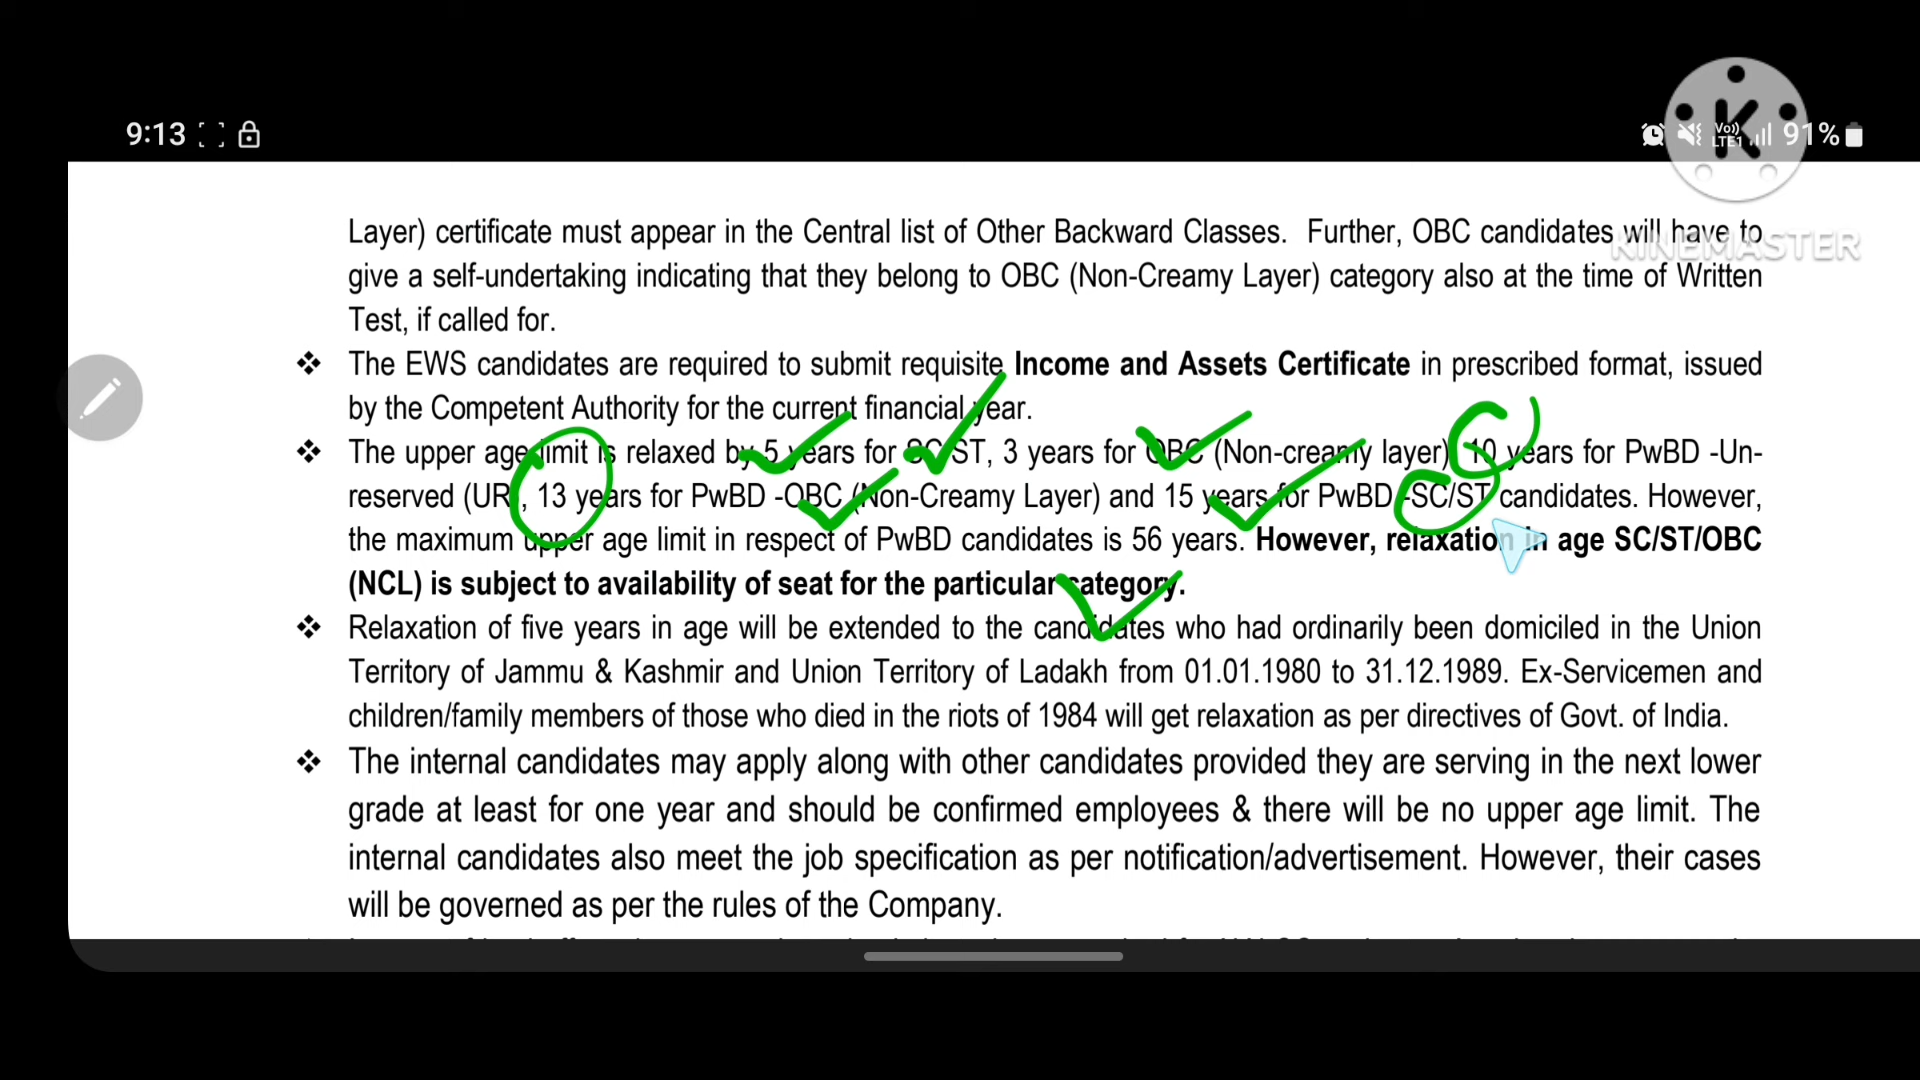 9:13
Vo)) LTE1 91%
K
KINEMASTER
Layer) certificate must appear in the Central list of Other Backward Classes. Further, OBC candidates will have to
give a self-undertaking indicating that they belong to OBC (Non-Creamy Layer) category also at the time of Written
Test, if called for.
❖ The EWS candidates are required to submit requisite Income and Assets Certificate in prescribed format, issued
by the Competent Authority for the current financial year.
❖ The upper age limit is relaxed by 5 years for SC/ST, 3 years for OBC (Non-creamy layer), 10 years for PwBD -Un-
reserved (UR), 13 years for PwBD -OBC (Non-Creamy Layer) and 15 years for PwBD -SC/ST candidates. However,
the maximum upper age limit in respect of PwBD candidates is 56 years. However, relaxation in age SC/ST/OBC
(NCL) is subject to availability of seat for the particular category.
❖ Relaxation of five years in age will be extended to the candidates who had ordinarily been domiciled in the Union
Territory of Jammu & Kashmir and Union Territory of Ladakh from 01.01.1980 to 31.12.1989. Ex-Servicemen and
children/family members of those who died in the riots of 1984 will get relaxation as per directives of Govt. of India.
❖ The internal candidates may apply along with other candidates provided they are serving in the next lower
grade at least for one year and should be confirmed employees & there will be no upper age limit. The
internal candidates also meet the job specification as per notification/advertisement. However, their cases
will be governed as per the rules of the Company.